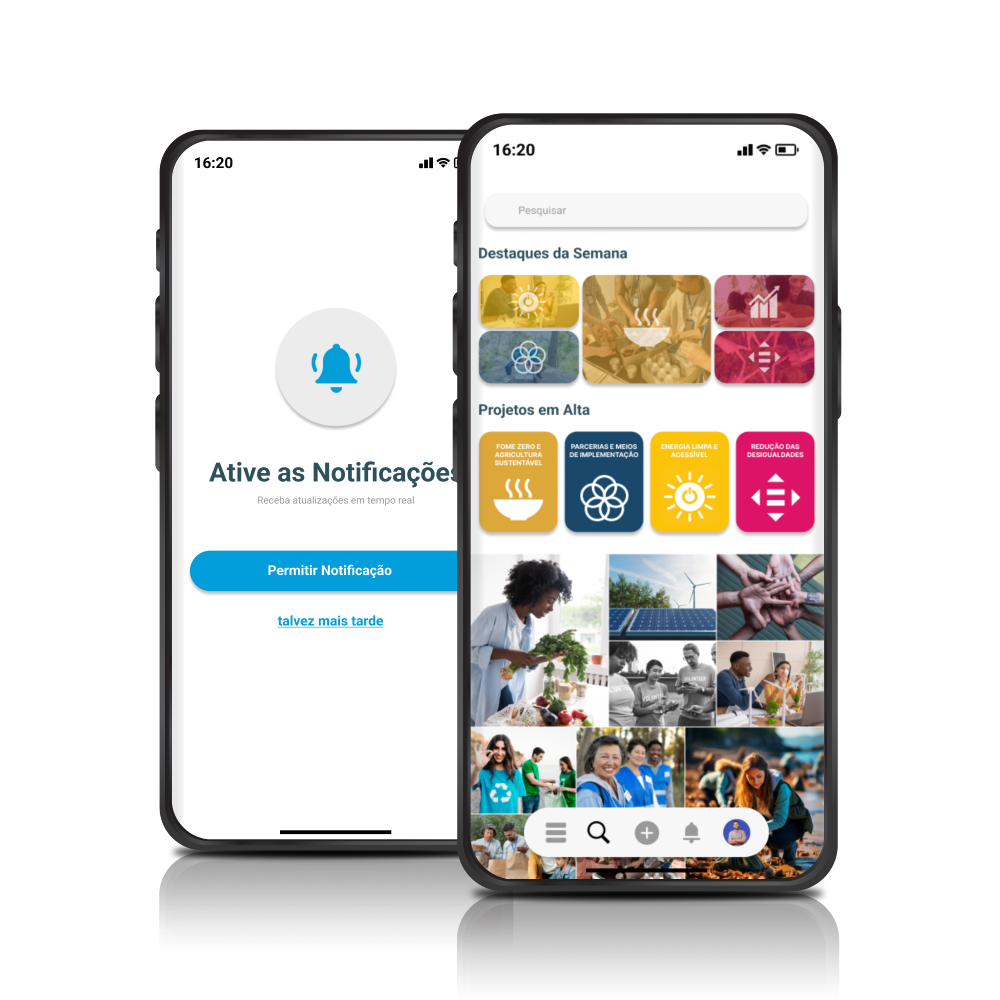 16:20
Ative as Notificações
Receba atualizações em tempo real
Permitir Notificação
talvez mais tarde
16:20
Pesquisar
Destaques da Semana
Projetos em Alta
FOME ZERO E
AGRICULTURA
SUSTENTÁVEL
PARCERIAS E MEIOS
DE IMPLEMENTAÇÃO
ENERGIA LIMPA E
ACESSÍVEL
REDUÇÃO DAS
DESIGUALDADES
VOLUNTEER